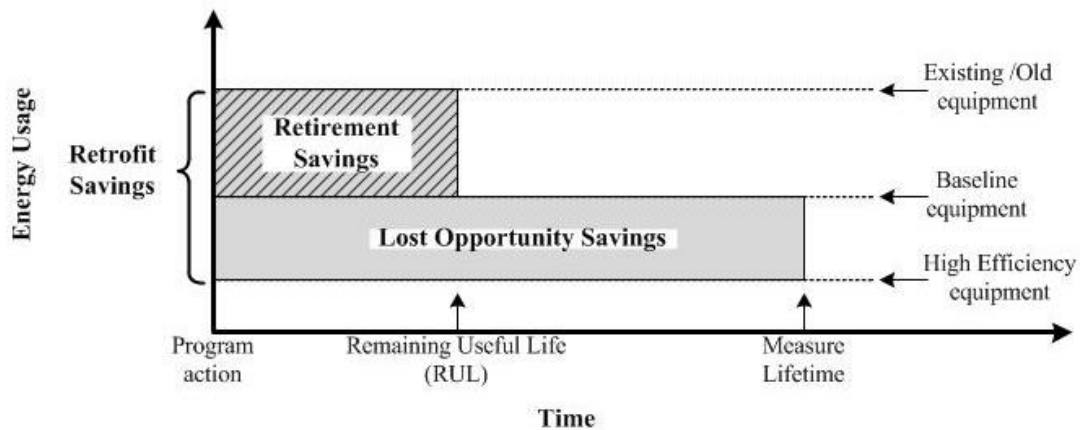 Energy Usage
Retrofit
Savings
Retirement
Savings
Lost Opportunity Savings
Existing /Old
equipment
Baseline
equipment
High Efficiency
equipment
Program
action
Remaining Useful Life
(RUL)
Measure
Lifetime
Time